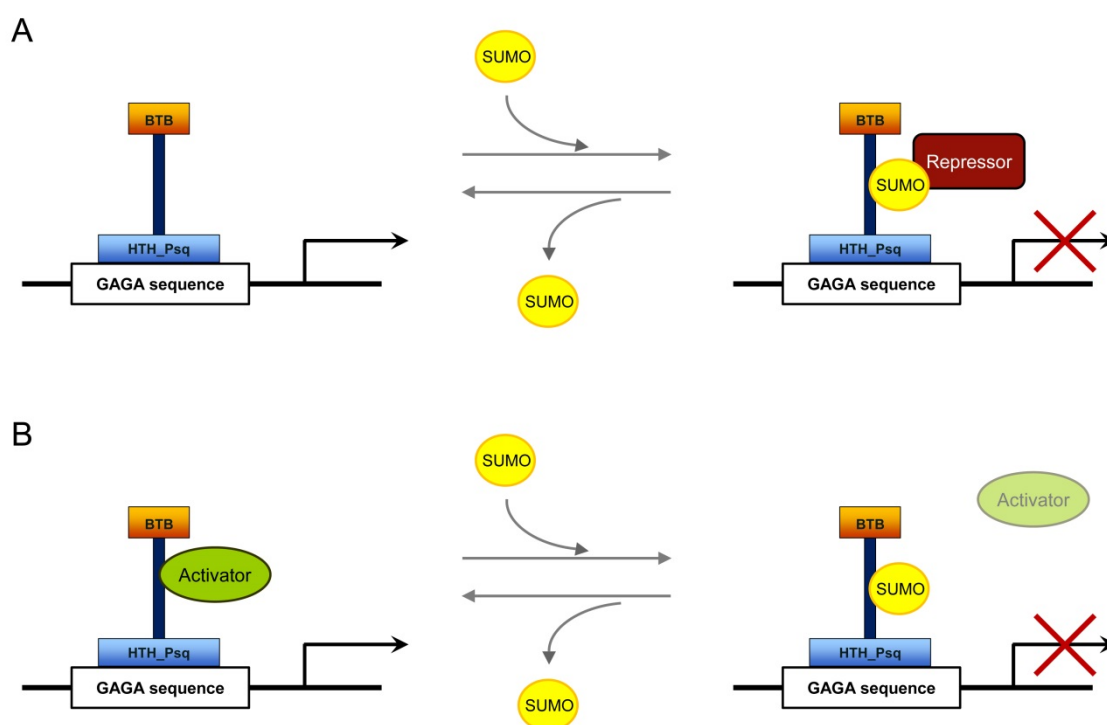 A
SUMO
BTB
BTB
Repressor
SUMO
HTH_Psq
HTH_Psq
GAGA sequence
GAGA sequence
SUMO
B
SUMO
Activator
BTB
BTB
Activator
SUMO
HTH_Psq
HTH_Psq
GAGA sequence
GAGA sequence
SUMO